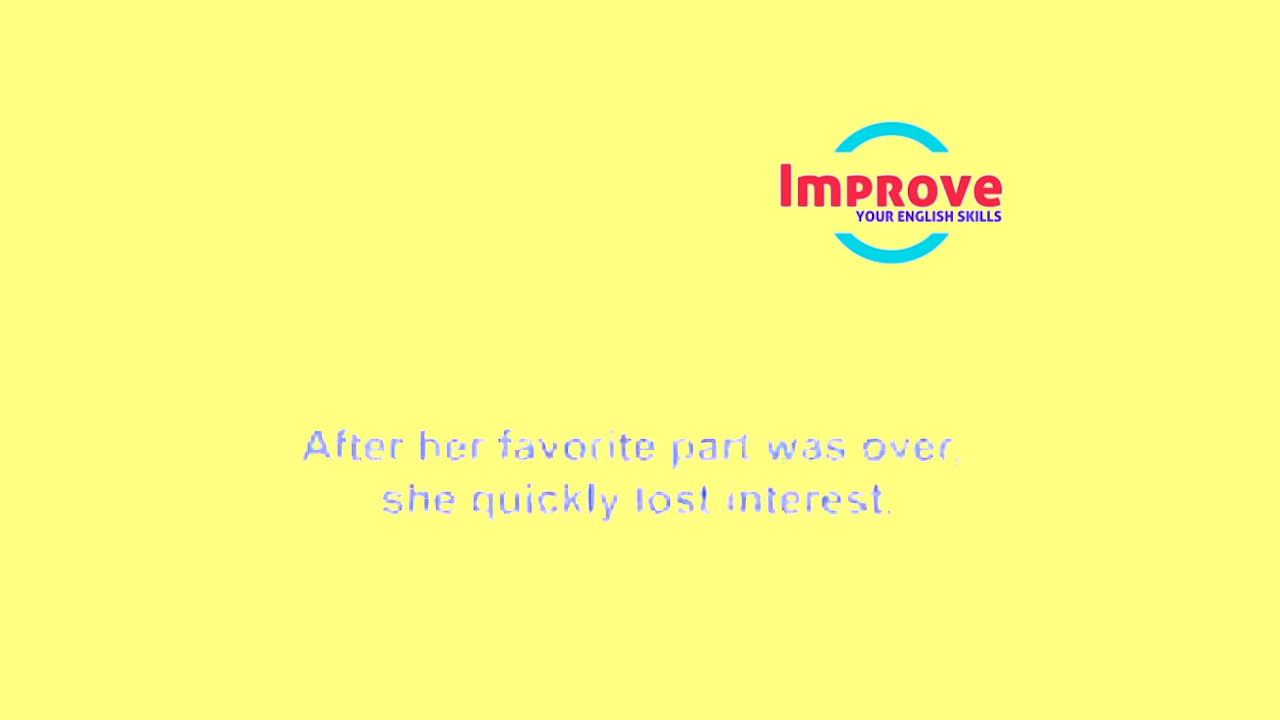 Improve
YOUR ENGLISH SKILLS
After her favorite part was over,
she quickly lost interest.